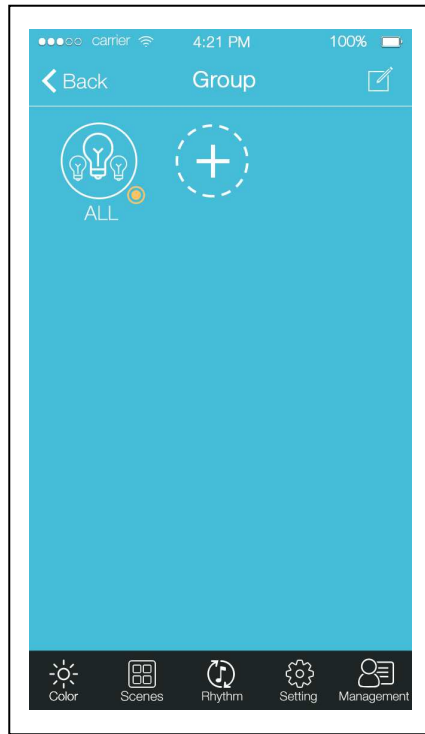 carrier 4:21 PM 100%
Back Group
ALL
Color Scenes Rhythm Setting Management